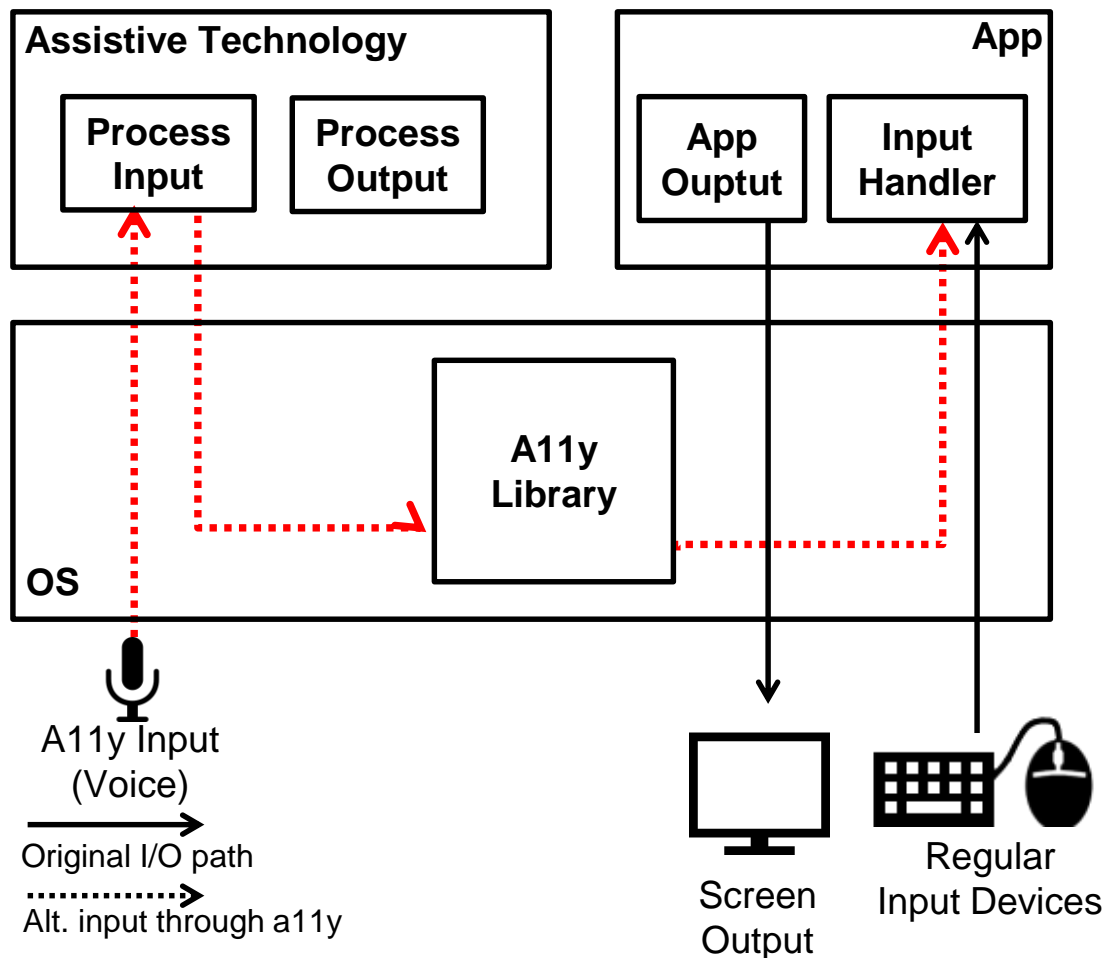 Assistive Technology
Process
Input
Process
Output
App
App
Ouptut
Input
Handler
A11y
Library
OS
A11y Input
(Voice)
Original I/O path
Alt. input through a11y
Screen
Output
Regular
Input Devices